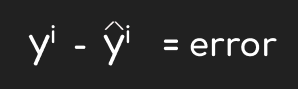 yⁱ - ŷⁱ = error